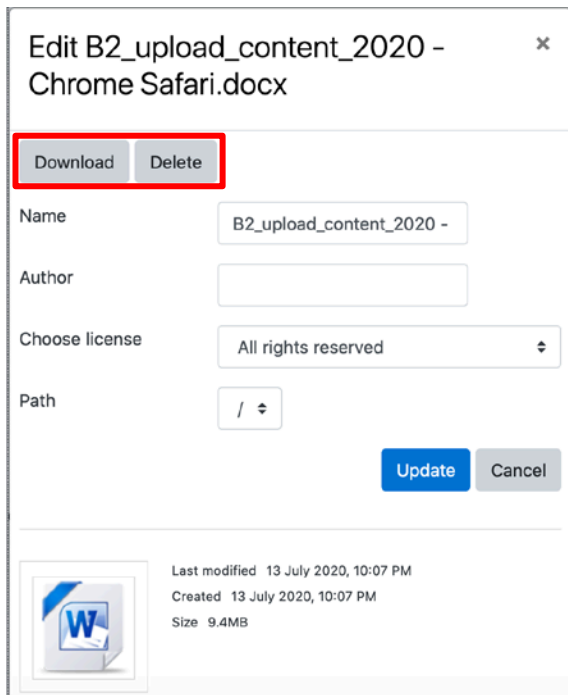 Edit B2_upload_content_2020 – ×
Chrome Safari.docx
Download Delete
Name B2_upload_content_2020 -
Author
Choose license All rights reserved
Path /
Update Cancel
Last modified 13 July 2020, 10:07 PM
Created 13 July 2020, 10:07 PM
Size 9.4MB
W